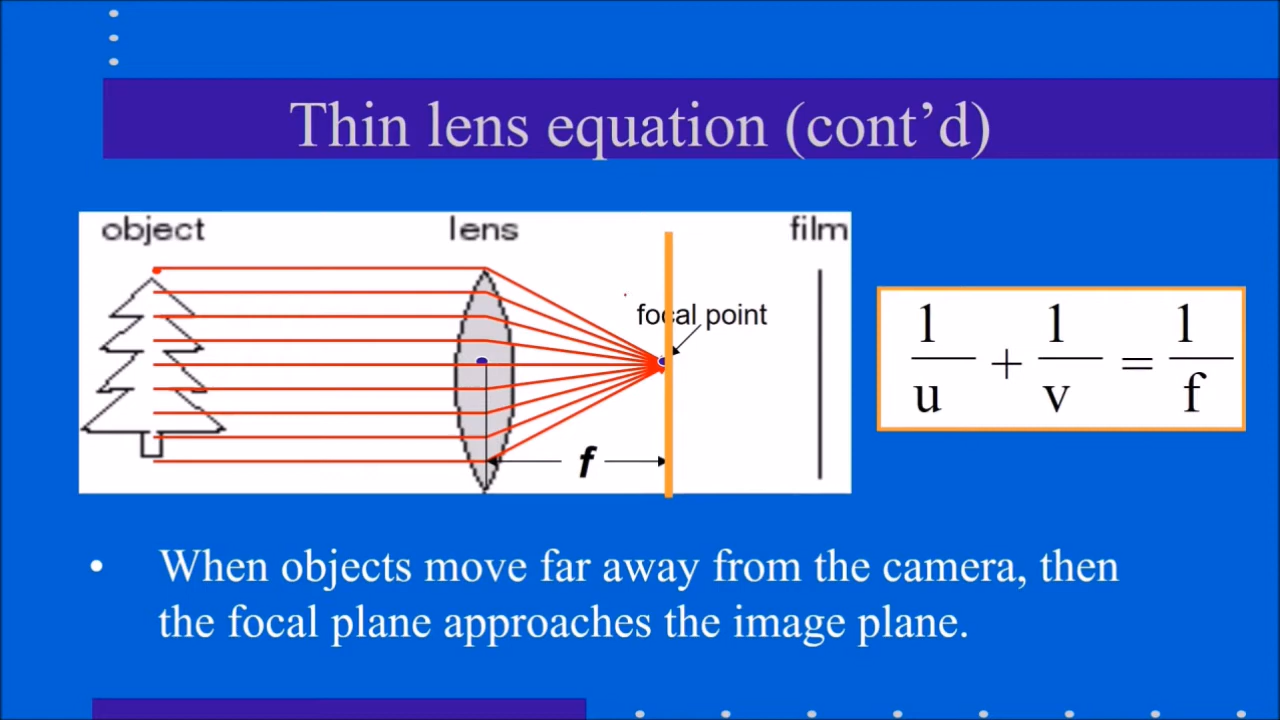 Thin lens equation (cont’d)
object lens film
focal point
f
1/u + 1/v = 1/f
• When objects move far away from the camera, then
the focal plane approaches the image plane.